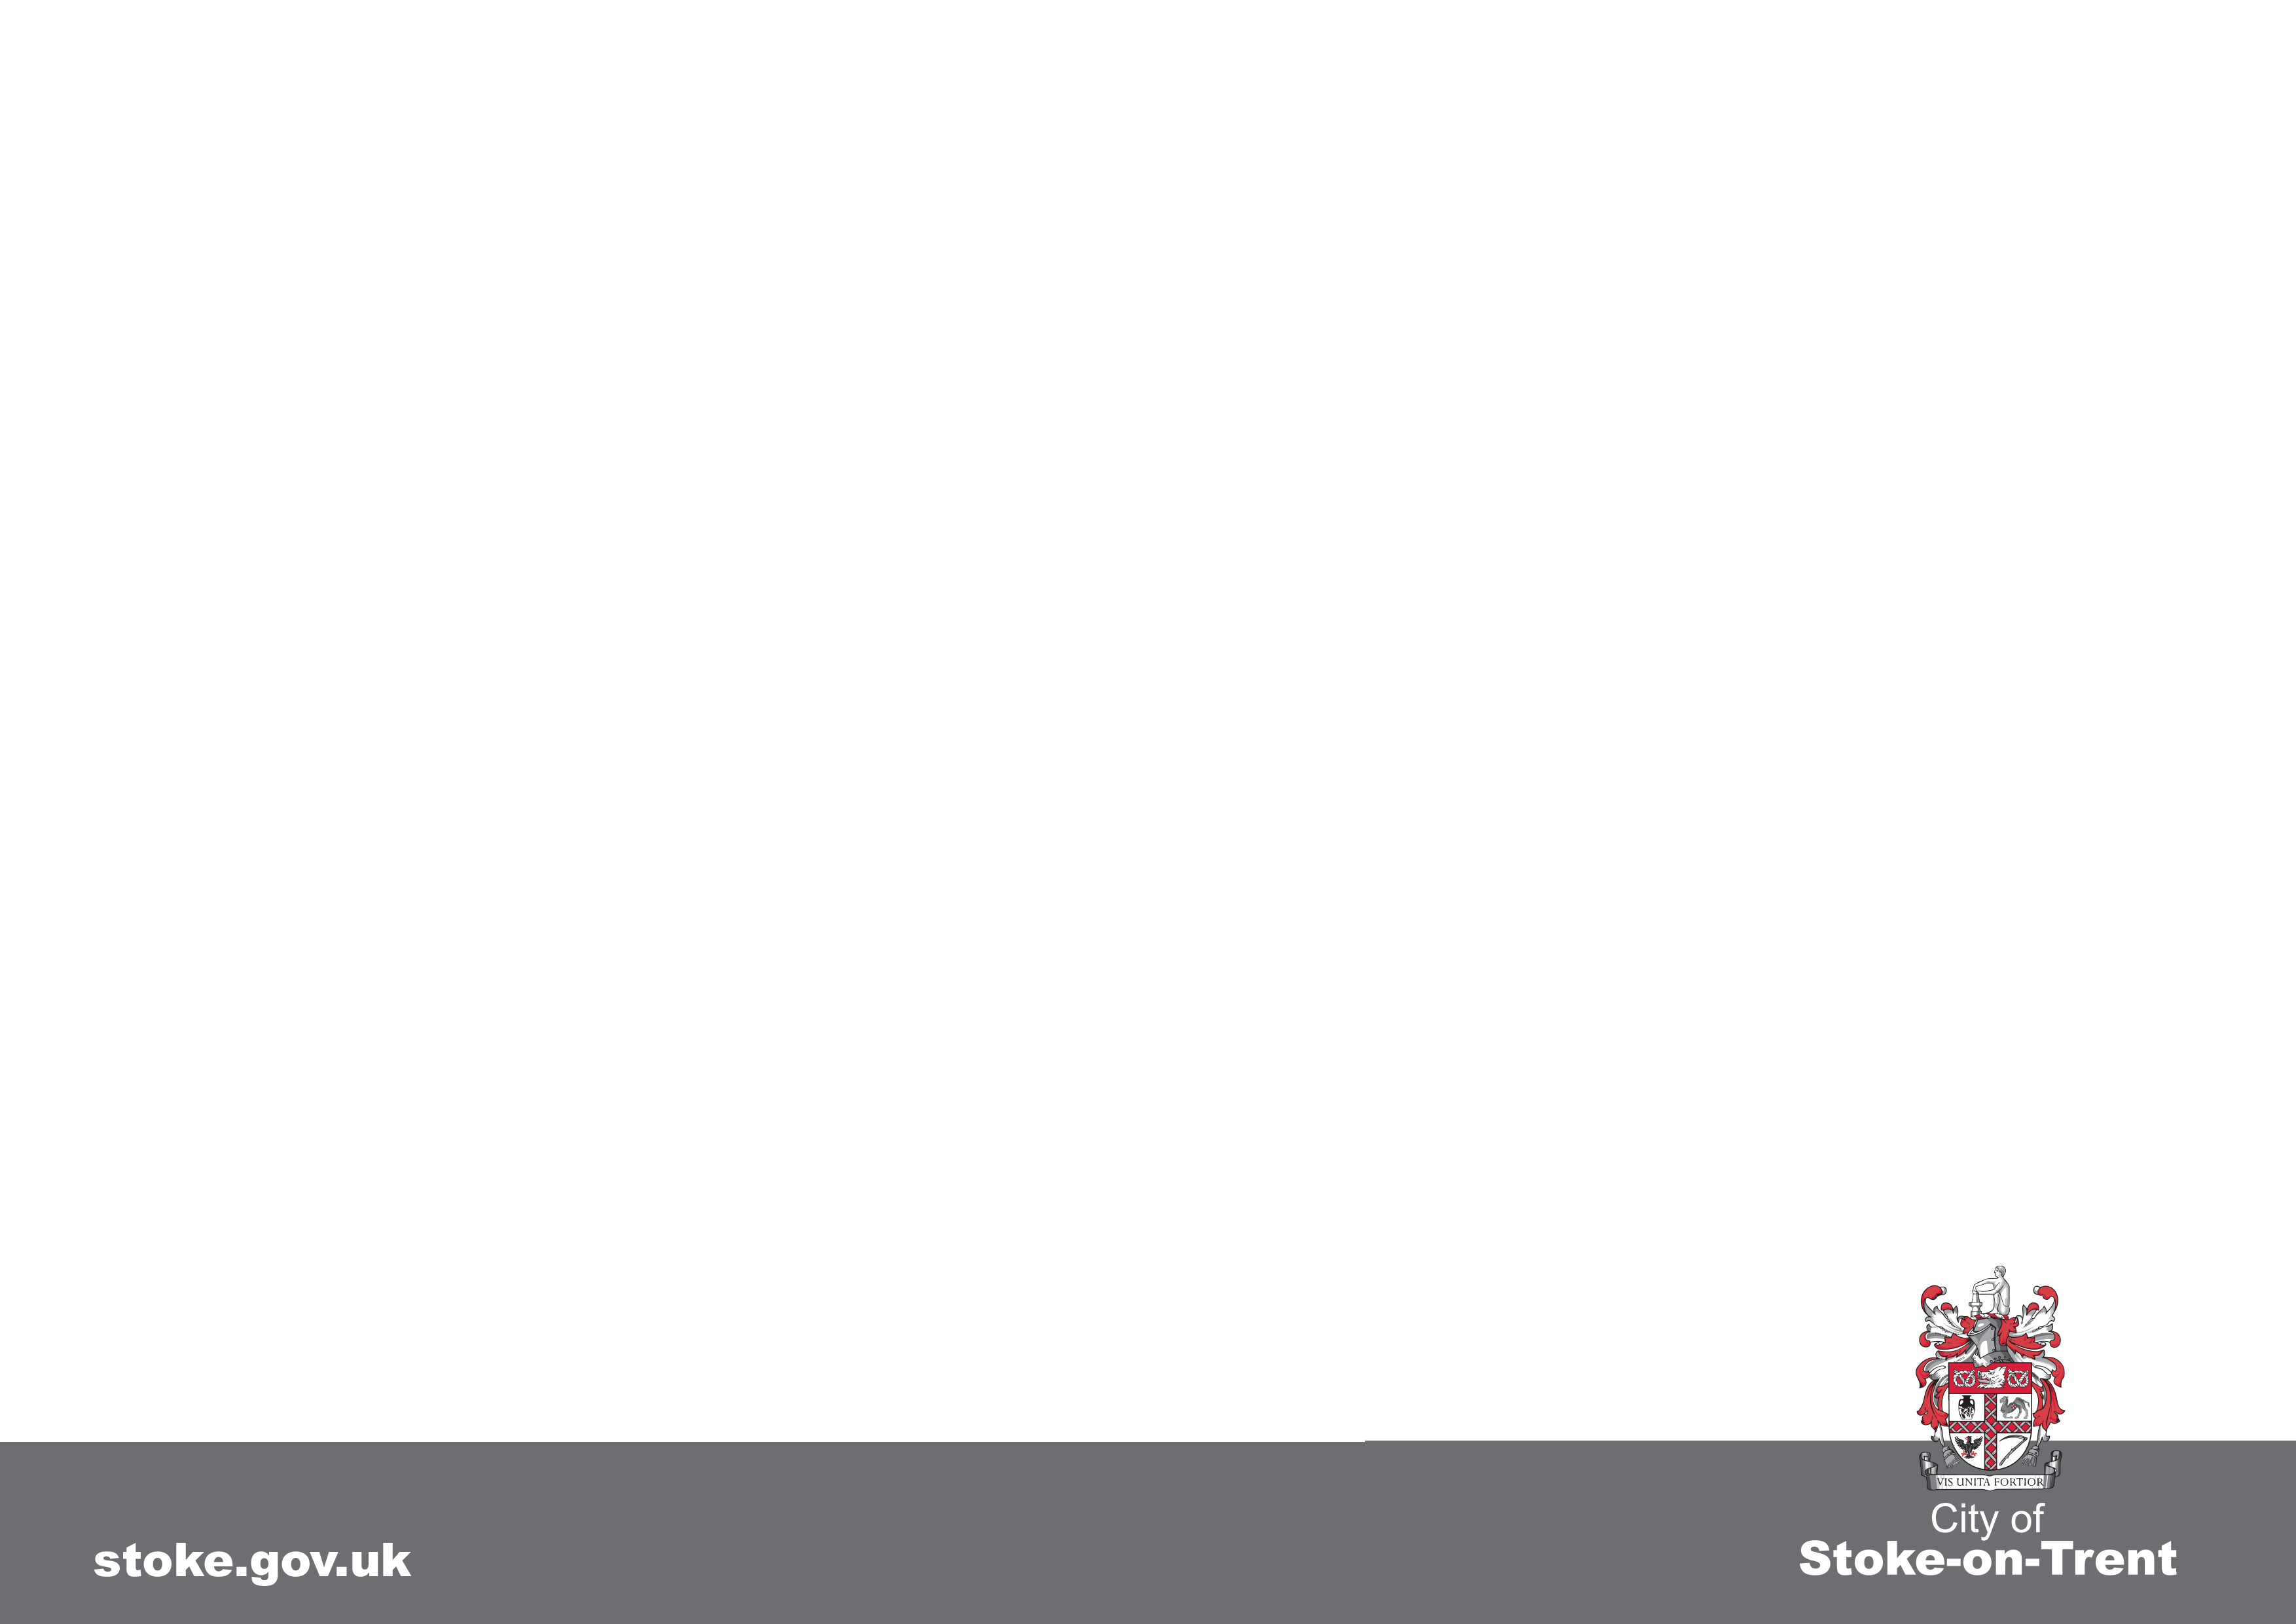 VIS UNITA FORTIOR
City of
Stoke-on-Trent
stoke.gov.uk